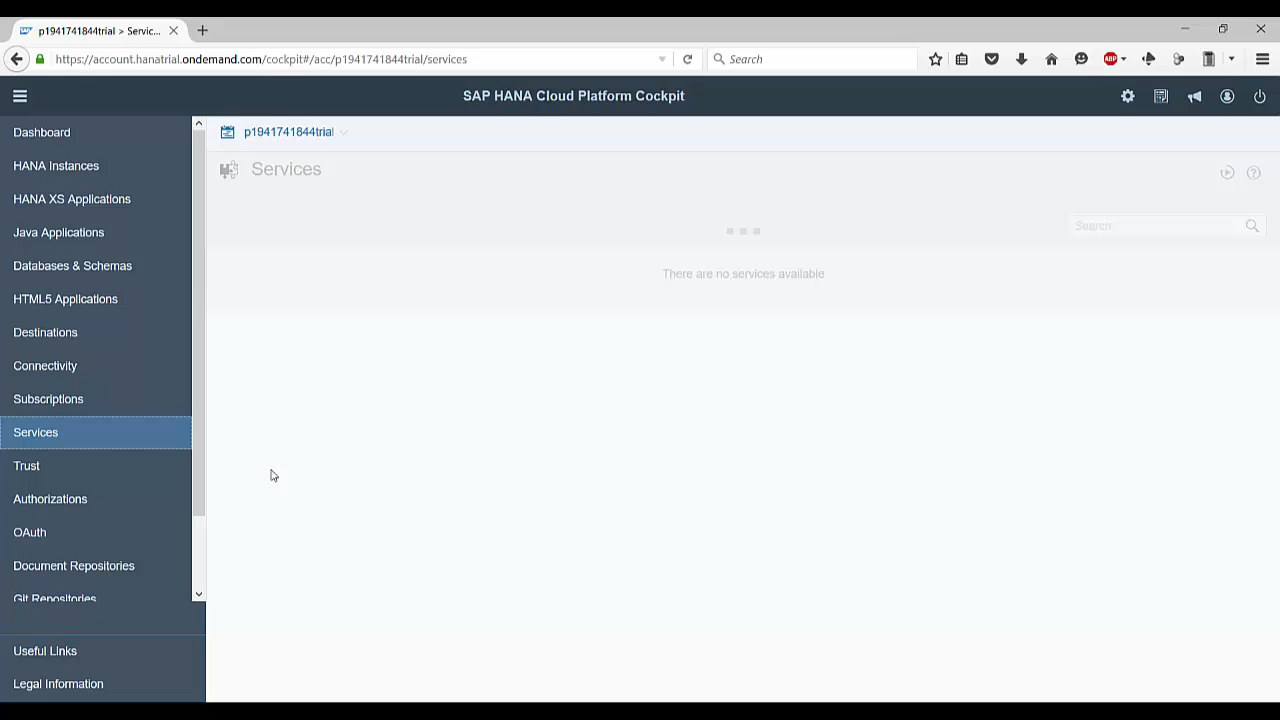 p1941741844trial > Servic...
https://account.hanatrial.ondemand.com/cockpit#/acc/p1941741844trial/services
Search
ABP
SAP HANA Cloud Platform Cockpit
Dashboard
HANA Instances
HANA XS Applications
Java Applications
Databases & Schemas
HTML5 Applications
Destinations
Connectivity
Subscriptions
Services
Trust
Authorizations
OAuth
Document Repositories
Git Repositories
Useful Links
Legal Information
p1941741844trial
Services
Search
There are no services available